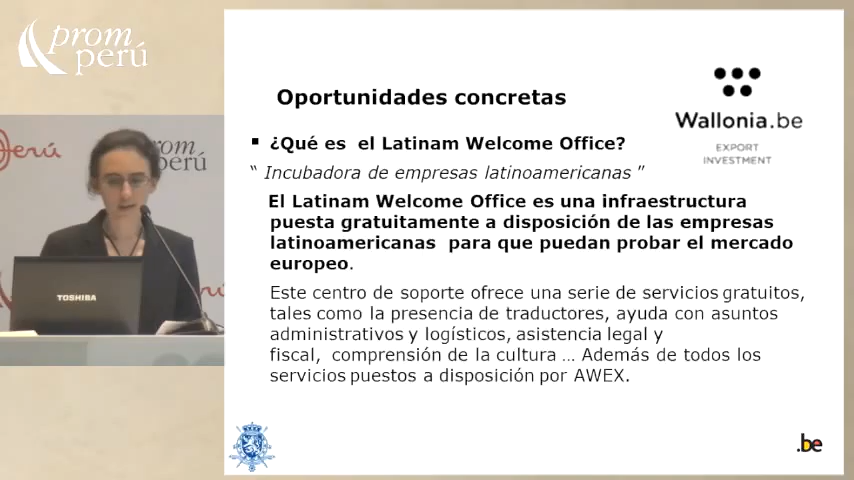 prom
perú
Perú
prom
perú
TOSHIBA
Oportunidades concretas
Wallonia.be
EXPORT
INVESTMENT
▪ ¿Qué es el Latinam Welcome Office?
“ Incubadora de empresas latinoamericanas ”
El Latinam Welcome Office es una infraestructura
puesta gratuitamente a disposición de las empresas
latinoamericanas para que puedan probar el mercado
europeo.
Este centro de soporte ofrece una serie de servicios gratuitos,
tales como la presencia de traductores, ayuda con asuntos
administrativos y logísticos, asistencia legal y
fiscal, comprensión de la cultura … Además de todos los
servicios puestos a disposición por AWEX.
.be